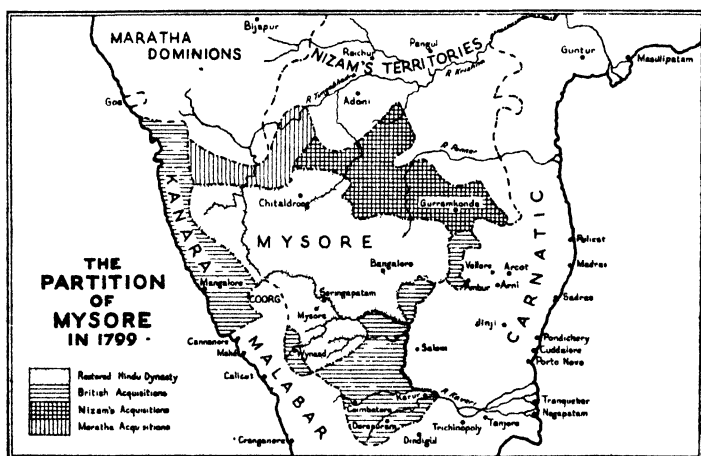 Bijapur
MARATHA
DOMINIONS
Raichur
Pangul
NIZAM'S TERRITORIES
R. Krishna
Guntur
Masulipatam
Goa
R. Tungabhadra
Adoni
R. Pennar
KANARA
Chitaldroog
Gurramkonda
MYSORE
CARNATIC
Bangalore
Vellore
Arcot
Pulicat
Ambur
Arni
Madras
THE
PARTITION
OF
MYSORE
IN 1799
Mangalore
COORG
Seringapatam
Sadras
Mysore
Jinji
Cannanore
Mahé
MALABAR
Wynaad
Salem
Pondichery
Cuddalore
Porto Novo
Calicut
Restored Hindu Dynasty
British Acquisitions
Nizam's Acquisitions
Maratha Acquisitions
Coimbatore
Karur
R. Kaveri
Tranquebar
Negapatam
Cranganore
Darapuram
Dindigul
Trichinopoly
Tanjore